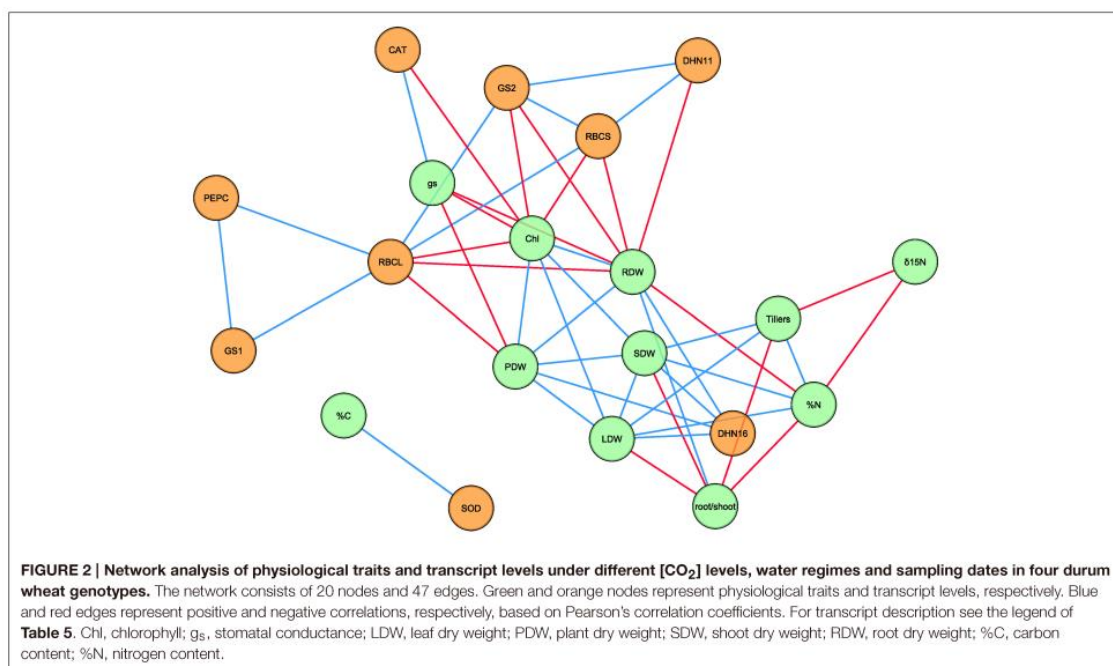 CAT
DHN11
GS2
RBCS
gs
PEPC
Chl
RBCL
RDW
δ15N
Tillers
GS1
SDW
PDW
%C
%N
LDW
DHN16
SOD
root/shoot
FIGURE 2 | Network analysis of physiological traits and transcript levels under different [CO2] levels, water regimes and sampling dates in four durum
wheat genotypes. The network consists of 20 nodes and 47 edges. Green and orange nodes represent physiological traits and transcript levels, respectively. Blue
and red edges represent positive and negative correlations, respectively, based on Pearson's correlation coefficients. For transcript description see the legend of
Table 5. Chl, chlorophyll; gs, stomatal conductance; LDW, leaf dry weight; PDW, plant dry weight; SDW, shoot dry weight; RDW, root dry weight; %C, carbon
content; %N, nitrogen content.